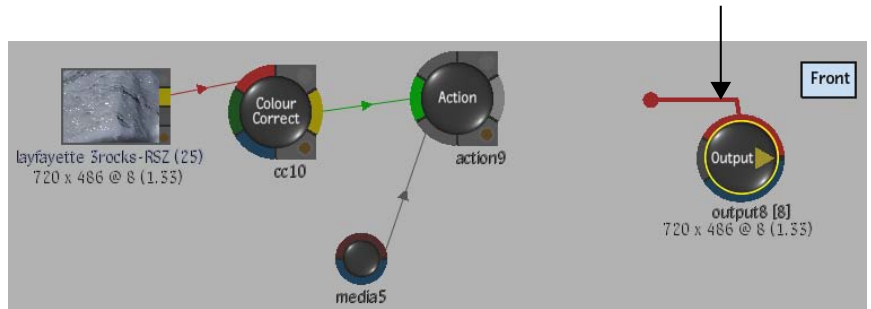 layfayette 3rocks-RSZ (25)
720 x 486 @ 8 (1.33)
Colour
Correct
cc10
Action
action9
media5
Front
Output
output8 [8]
720 x 486 @ 8 (1.33)